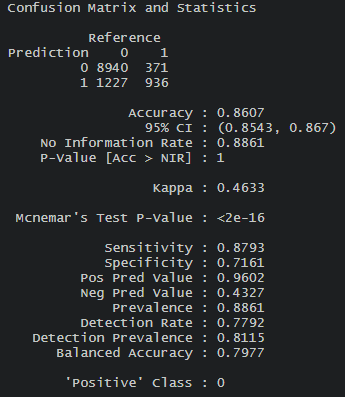 Confusion Matrix and Statistics
Reference
Prediction 0 1
0 8940 371
1 1227 936
Accuracy : 0.8607
95% CI : (0.8543, 0.867)
No Information Rate : 0.8861
P-Value [Acc > NIR] : 1
Kappa : 0.4633
Mcnemar's Test P-Value : <2e-16
Sensitivity : 0.8793
Specificity : 0.7161
Pos Pred Value : 0.9602
Neg Pred Value : 0.4327
Prevalence : 0.8861
Detection Rate : 0.7792
Detection Prevalence : 0.8115
Balanced Accuracy : 0.7977
'Positive' Class : 0